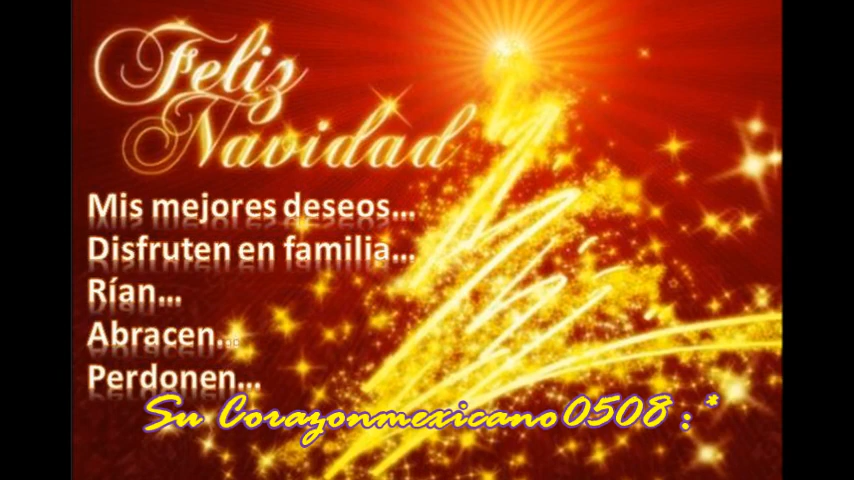 Feliz
Navidad
Mis mejores deseos...
Disfruten en familia...
Rían...
Abracen...
Perdonen...
Su Corazonmexicano0508 : *